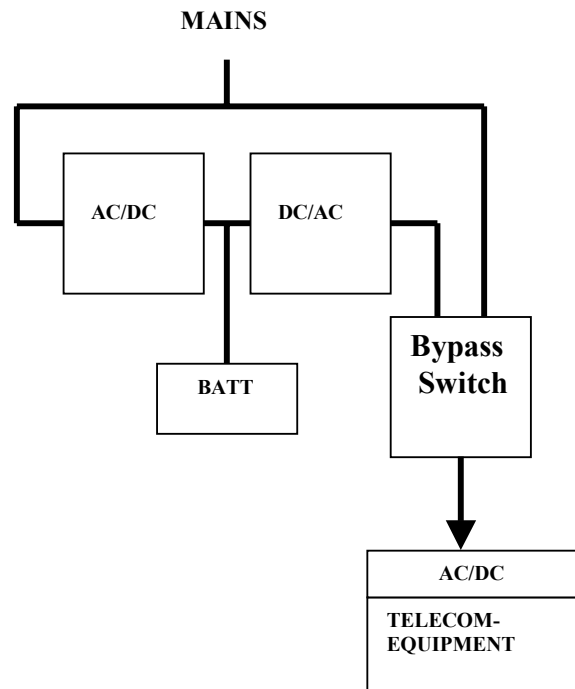 MAINS
AC/DC
DC/AC
BATT
Bypass
Switch
AC/DC
TELECOM-
EQUIPMENT